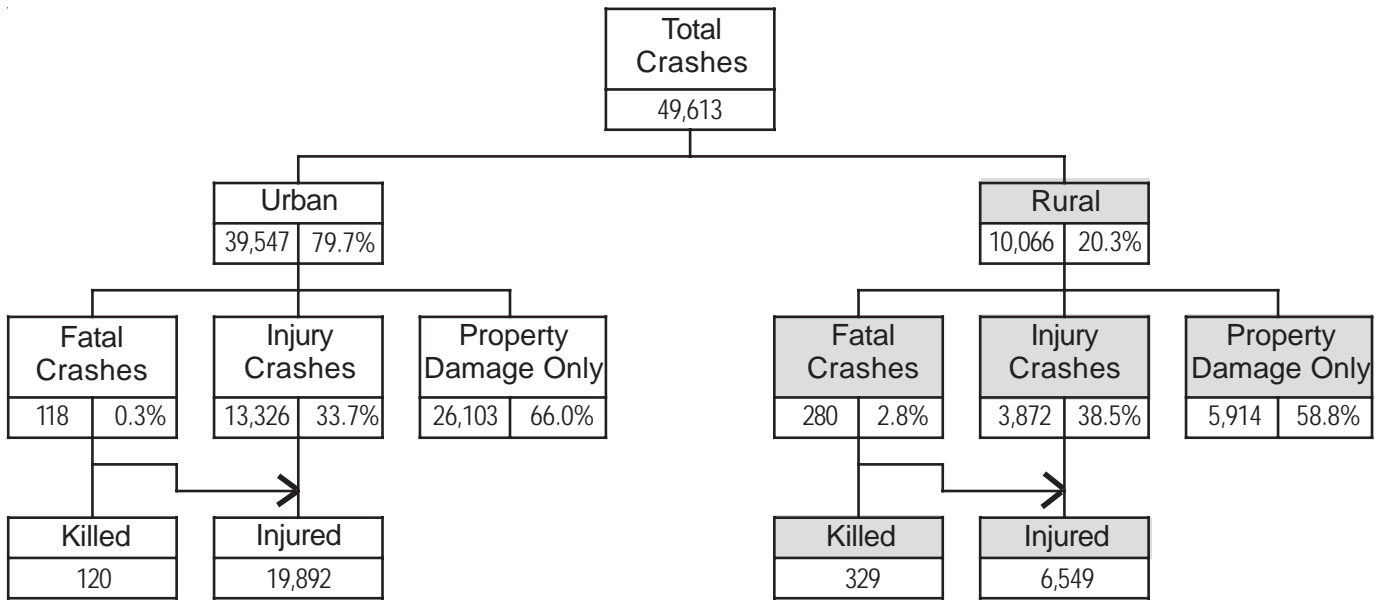 Total
Crashes
49,613
Urban
39,547 79.7%
Rural
10,066 20.3%
Fatal
Crashes
118 0.3%
Injury
Crashes
13,326 33.7%
Property
Damage Only
26,103 66.0%
Fatal
Crashes
280 2.8%
Injury
Crashes
3,872 38.5%
Property
Damage Only
5,914 58.8%
Killed
120
Injured
19,892
Killed
329
Injured
6,549